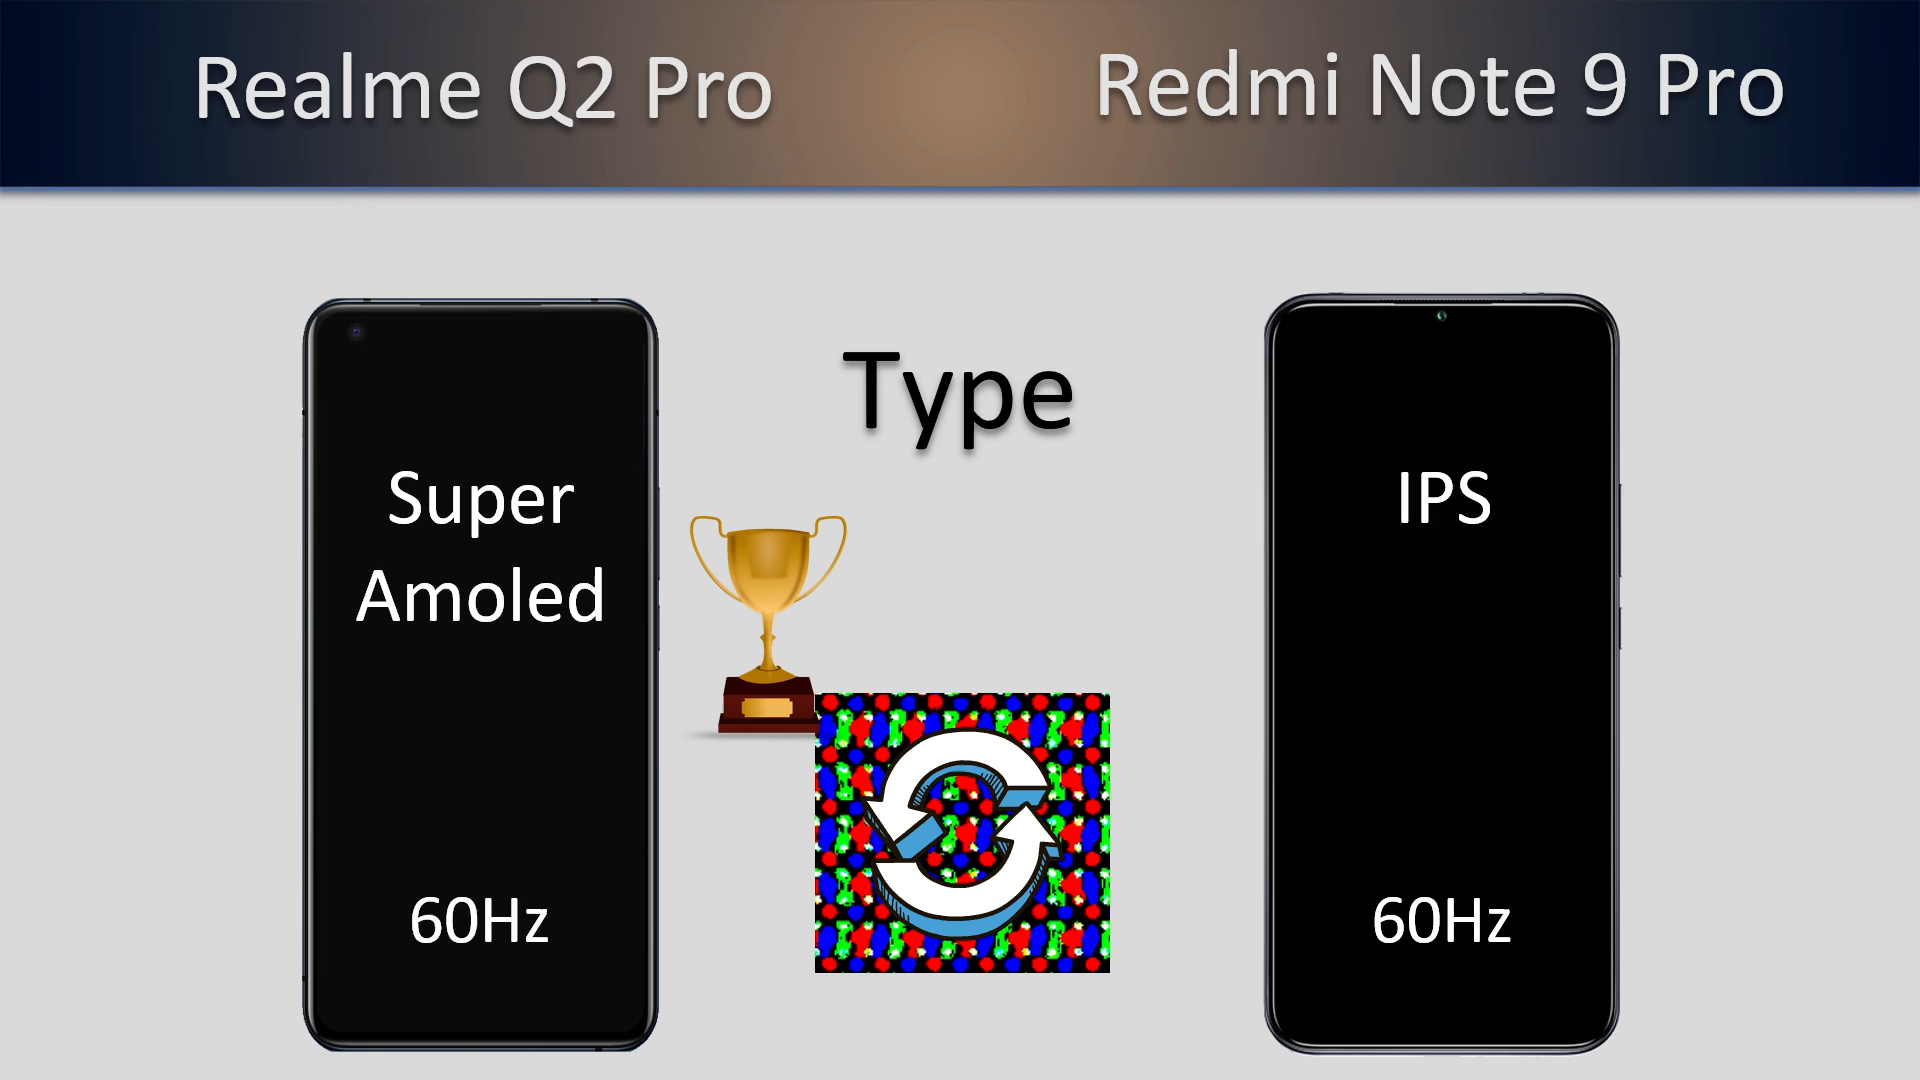 Realme Q2 Pro
Redmi Note 9 Pro
Type
Super
Amoled
IPS
60Hz
60Hz